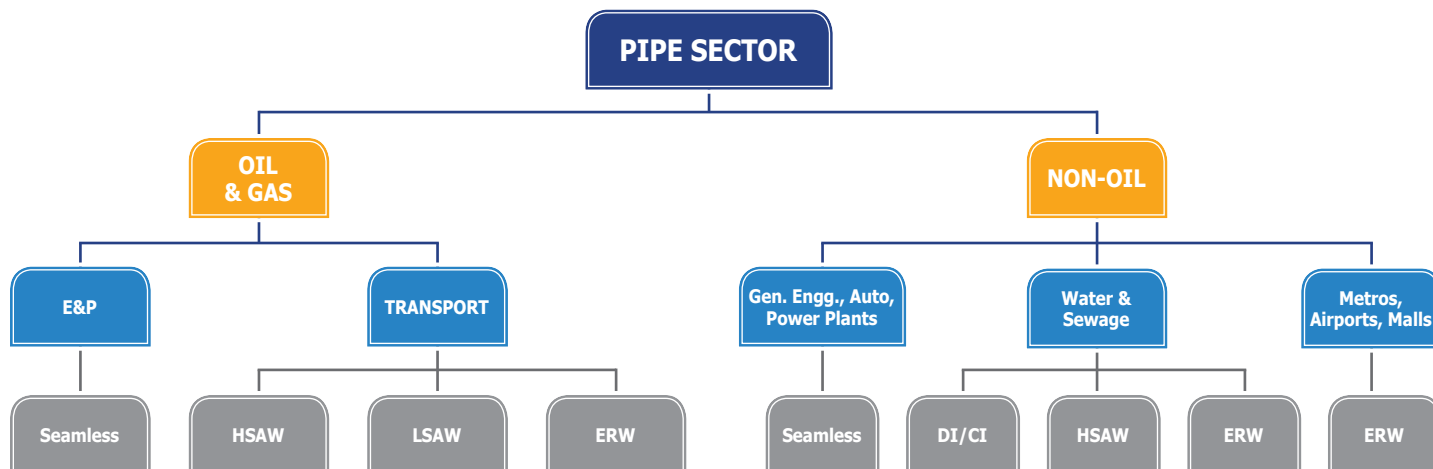 PIPE SECTOR
OIL
& GAS
NON-OIL
E&P
TRANSPORT
Gen. Engg., Auto,
Power Plants
Water &
Sewage
Metros,
Airports, Malls
Seamless
HSAW
LSAW
ERW
Seamless
DI/CI
HSAW
ERW
ERW